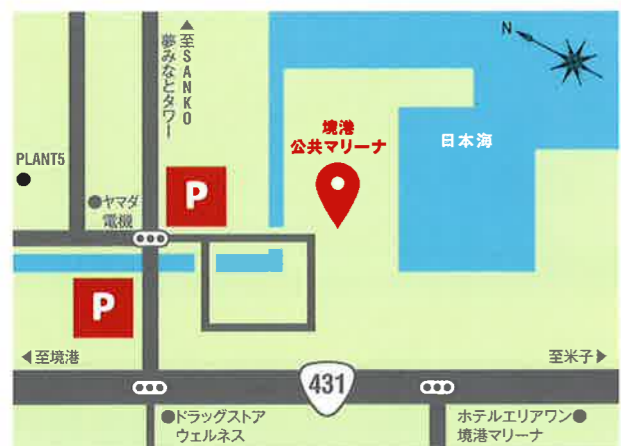 ▲至SANKO
夢みなとタワー
N
境港
公共マリーナ
日本海
PLANT5
●ヤマダ
電機
P
P
◀至境港
至米子▶
431
●ドラッグストア
ウェルネス
ホテルエリアワン●
境港マリーナ